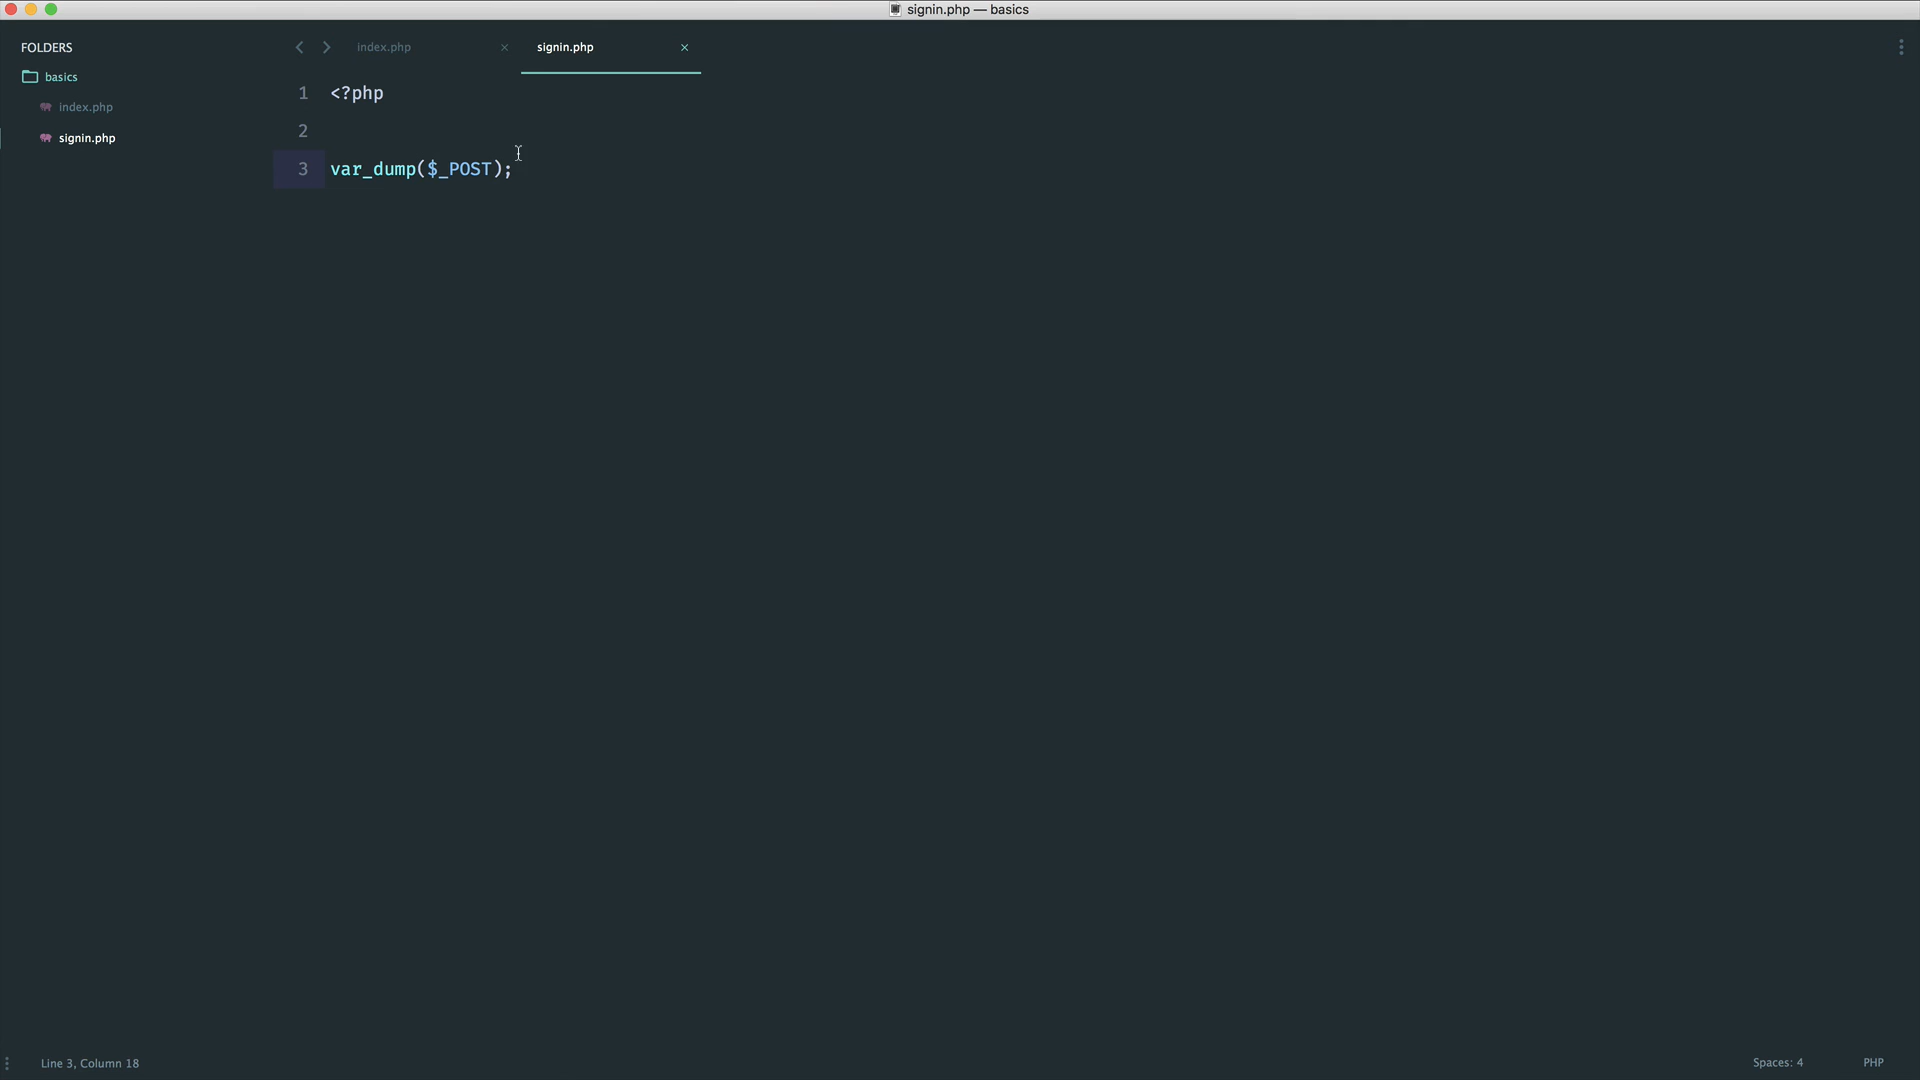 signin.php — basics
FOLDERS
basics
index.php
signin.php
index.php
signin.php
1 <?php
2
3 var_dump($_POST);
Line 3, Column 18
Spaces: 4
PHP